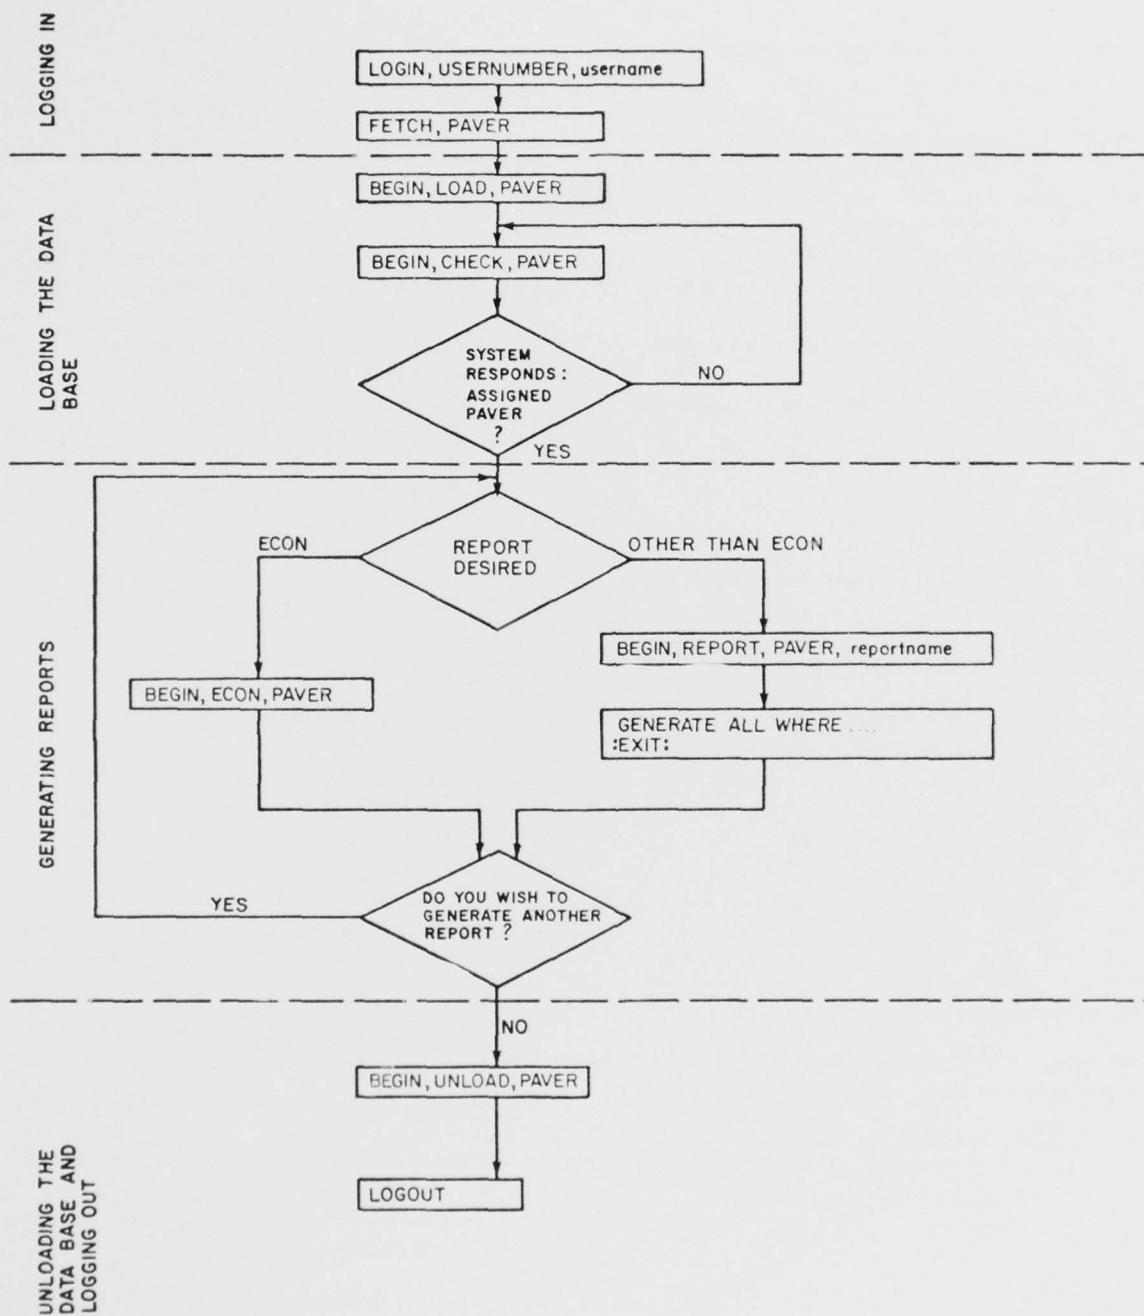 LOGGING IN
LOGIN, USERNUMBER, username
FETCH, PAVER
LOADING THE DATA
BASE
BEGIN, LOAD, PAVER
BEGIN, CHECK, PAVER
SYSTEM
RESPONDS:
ASSIGNED
PAVER
?
NO
YES
GENERATING REPORTS
REPORT
DESIRED
ECON
OTHER THAN ECON
BEGIN, ECON, PAVER
BEGIN, REPORT, PAVER, reportname
GENERATE ALL WHERE ....
:EXIT:
DO YOU WISH TO
GENERATE ANOTHER
REPORT ?
YES
NO
UNLOADING THE
DATA BASE AND
LOGGING OUT
BEGIN, UNLOAD, PAVER
LOGOUT